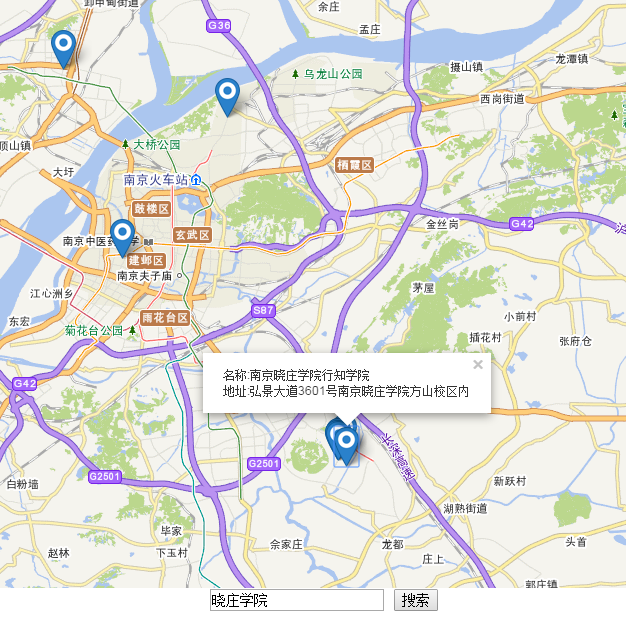 卸甲甸街道
余庄
孟庄
G36
摄山镇
龙潭镇
乌龙山公园
西岗街道
大桥公园
顶山镇
大圩
栖霞区
南京火车站
鼓楼区
金丝岗
G42
玄武区
南京中医药
学
建邺区
南京夫子庙
江心洲乡
茅屋
东宏
雨花台区
S87
小前村
菊花台公园
插花村
张府仓
名称:南京晓庄学院行知学院
地址:弘景大道3601号南京晓庄学院方山校区内
G42
长深高速
G2501
G2501
白粉墙
新跃村
湖熟街道
毕家
赵林
下玉村
佘家庄
龙都
庄上
头首
郭庄镇
晓庄学院
搜索